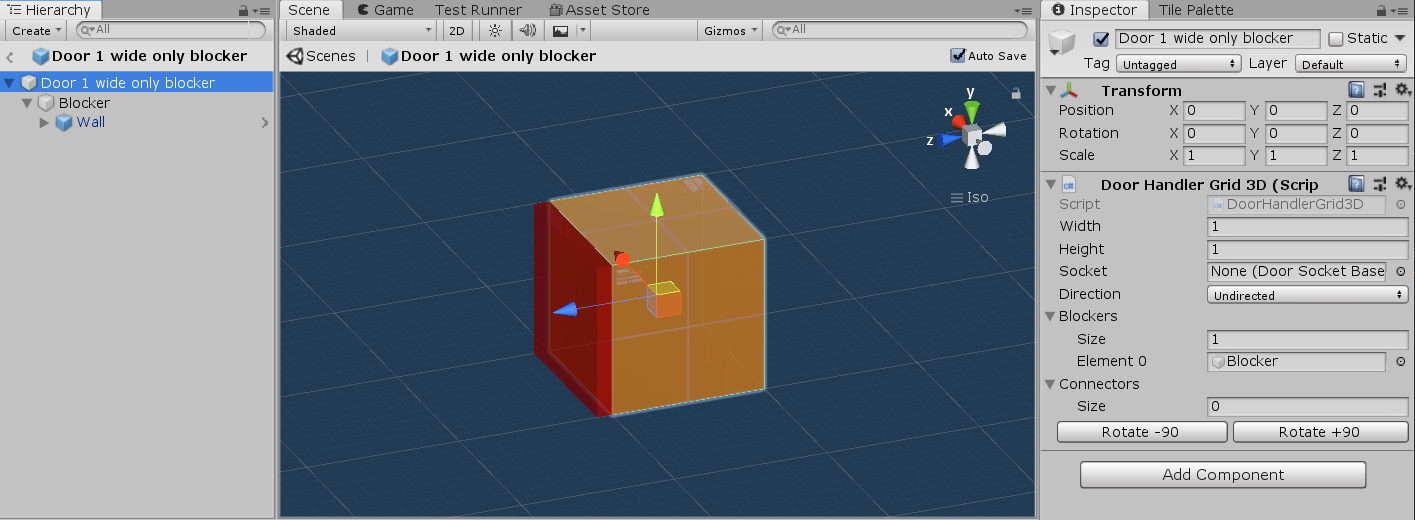 Hierarchy
Create
All
Door 1 wide only blocker
Door 1 wide only blocker
Blocker
Wall
Scene
Game
Test Runner
Asset Store
Shaded
2D
Gizmos
All
Scenes
Door 1 wide only blocker
Auto Save
y
x
z
Iso
Inspector
Tile Palette
Door 1 wide only blocker
Static
Tag Untagged Layer Default
Transform
Position X 0 Y 0 Z 0
Rotation X 0 Y 0 Z 0
Scale X 1 Y 1 Z 1
Door Handler Grid 3D (Scrip
Script DoorHandlerGrid3D
Width 1
Height 1
Socket None (Door Socket Base
Direction Undirected
Blockers
Size 1
Element 0 Blocker
Connectors
Size 0
Rotate -90 Rotate +90
Add Component